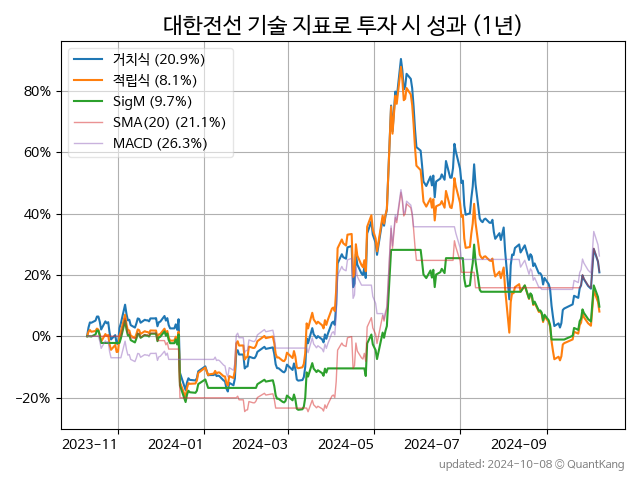 대한전선 기술 지표로 투자 시 성과 (1년)
거치식 (20.9%)
적립식 (8.1%)
SigM (9.7%)
SMA(20) (21.1%)
MACD (26.3%)
80%
60%
40%
20%
0%
−20%
2023-11
2024-01
2024-03
2024-05
2024-07
2024-09
updated: 2024-10-08 © QuantKang